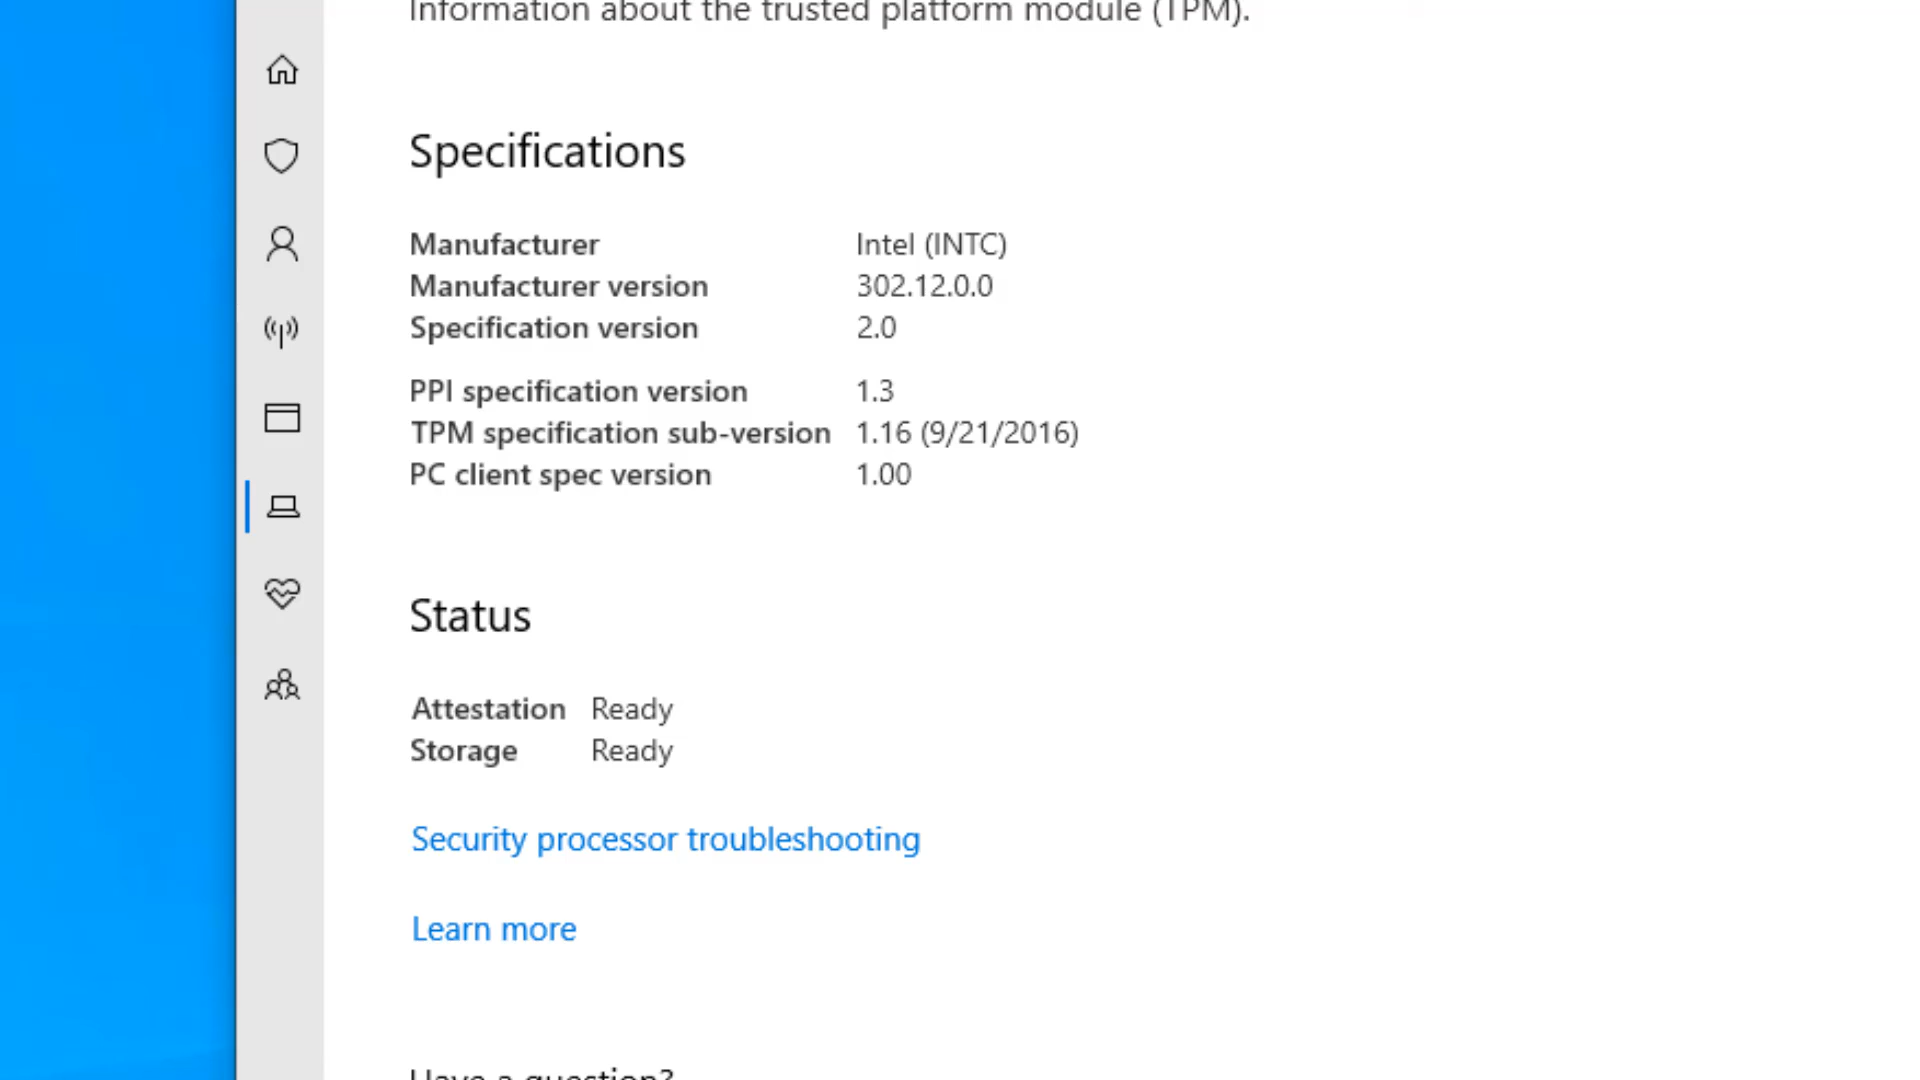 Information about the trusted platform module (TPM).
Specifications
Manufacturer Intel (INTC)
Manufacturer version 302.12.0.0
Specification version 2.0
PPI specification version 1.3
TPM specification sub-version 1.16 (9/21/2016)
PC client spec version 1.00
Status
Attestation Ready
Storage Ready
Security processor troubleshooting
Learn more
Have a question?